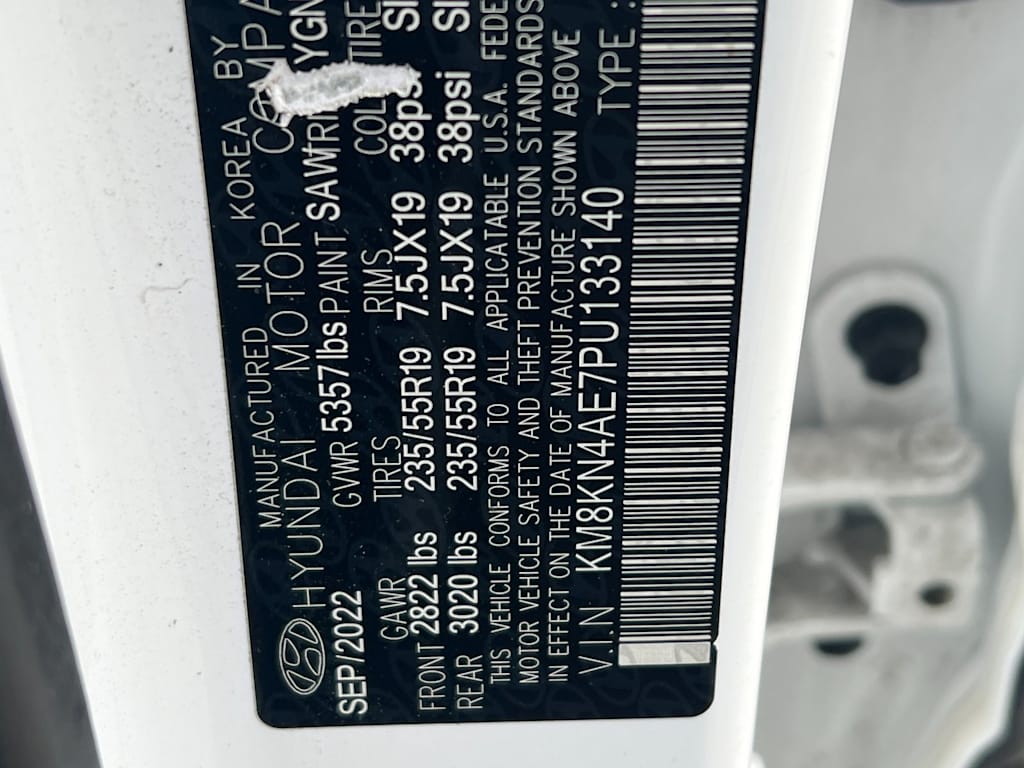 MANUFACTURED IN KOREA BY
HYUNDAI MOTOR COMPA
SEP/2022 GVWR 5357lbs PAINT SAW
GAWR TIRES RIMS COL TIRE
FRONT 2822 lbs 235/55R19 7.5JX19 38psi
REAR 3020 lbs 235/55R19 7.5JX19 38psi
THIS VEHICLE CONFORMS TO ALL APPLICATABLE U.S.A. FEDE
MOTOR VEHICLE SAFETY AND THEFT PREVENTION STANDARDS
IN EFFECT ON THE DATE OF MANUFACTURE SHOWN ABOVE
V.I.N KM8KN4AE7PU133140 TYPE :